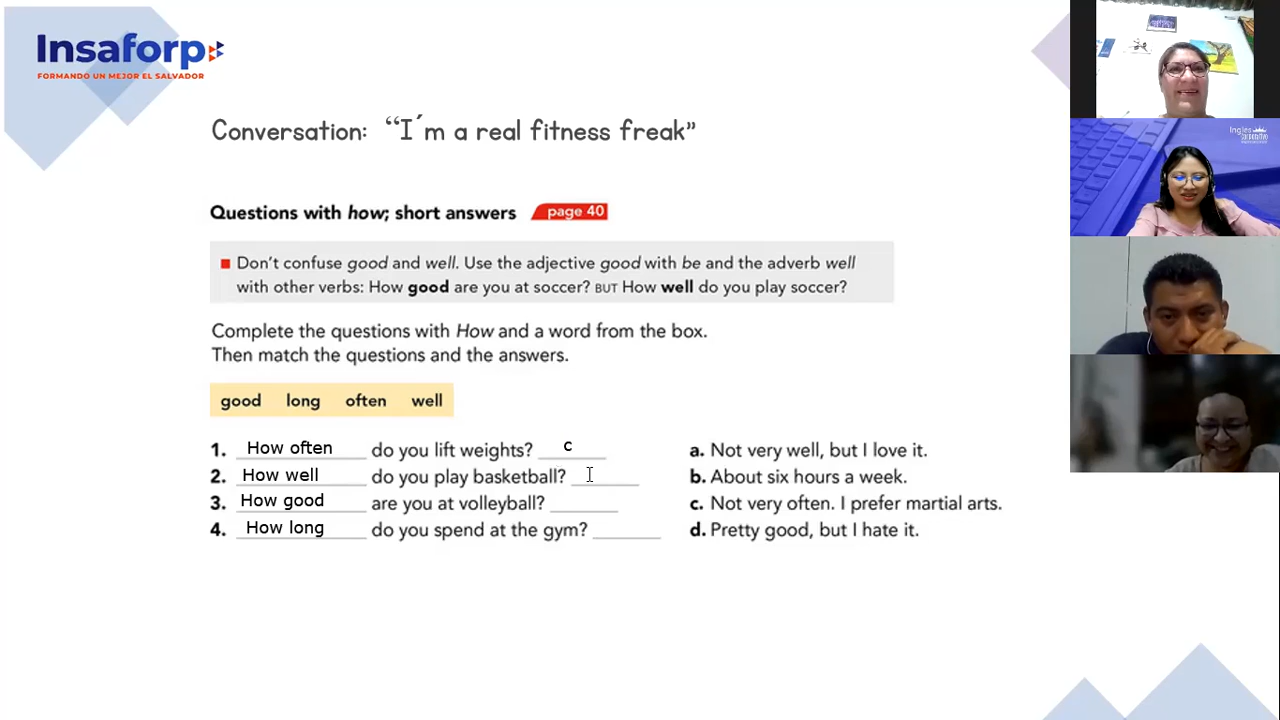 Insaforp
FORMANDO UN MEJOR EL SALVADOR
Conversation: “I´m a real fitness freak”
Questions with how; short answers page 40
Don’t confuse good and well. Use the adjective good with be and the adverb well
with other verbs: How good are you at soccer? BUT How well do you play soccer?
Complete the questions with How and a word from the box.
Then match the questions and the answers.
good long often well
1. How often do you lift weights? c
2. How well do you play basketball?
3. How good are you at volleyball?
4. How long do you spend at the gym?
a. Not very well, but I love it.
b. About six hours a week.
c. Not very often. I prefer martial arts.
d. Pretty good, but I hate it.